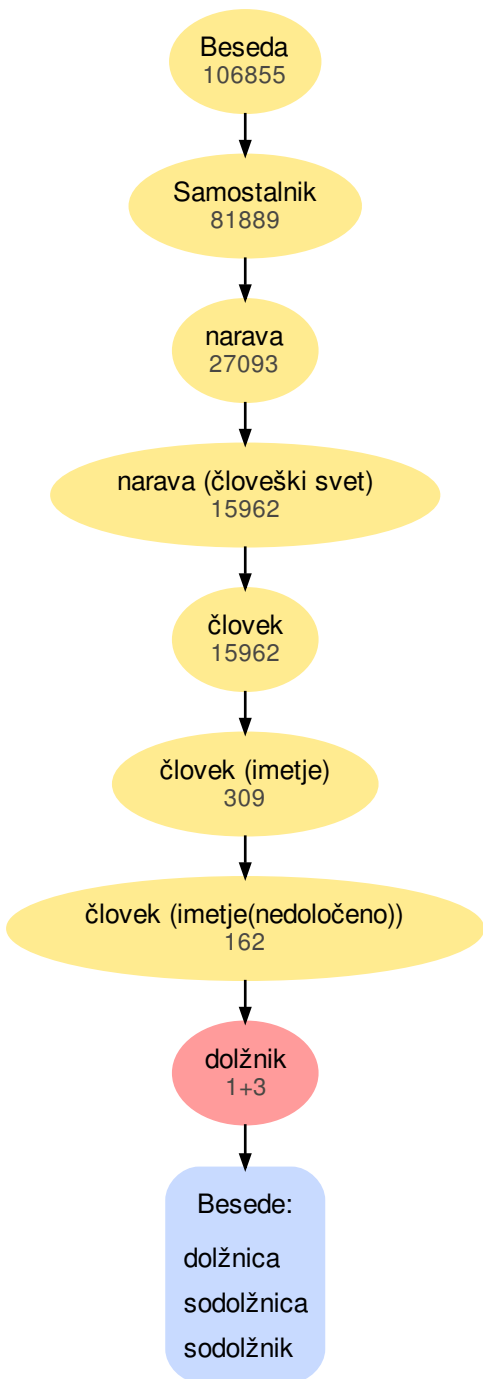 Beseda
106855
Samostalnik
81889
narava
27093
narava (človeški svet)
15962
človek
15962
človek (imetje)
309
človek (imetje(nedoločeno))
162
dolžnik
1+3
Besede:
dolžnica
sodolžnica
sodolžnik